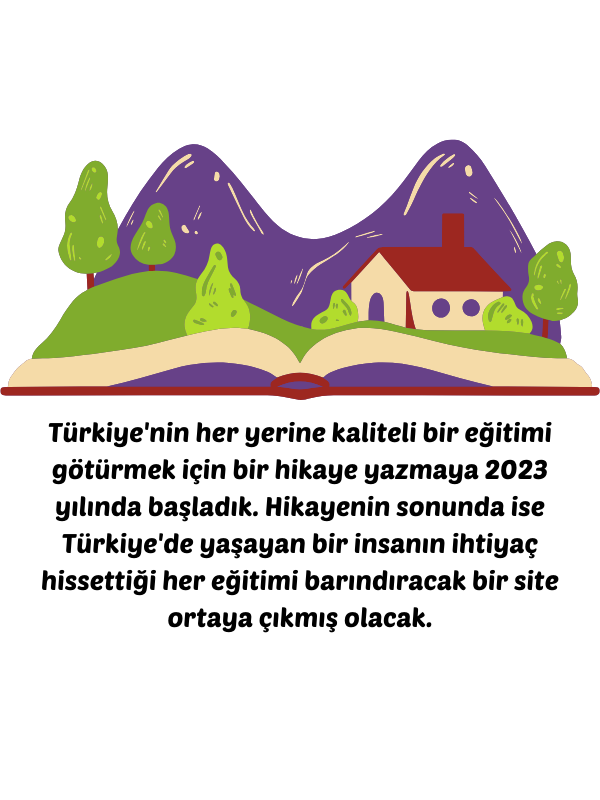 Türkiye'nin her yerine kaliteli bir eğitimi
götürmek için bir hikaye yazmaya 2023
yılında başladık. Hikayenin sonunda ise
Türkiye'de yaşayan bir insanın ihtiyaç
hissettiği her eğitimi barındıracak bir site
ortaya çıkmış olacak.